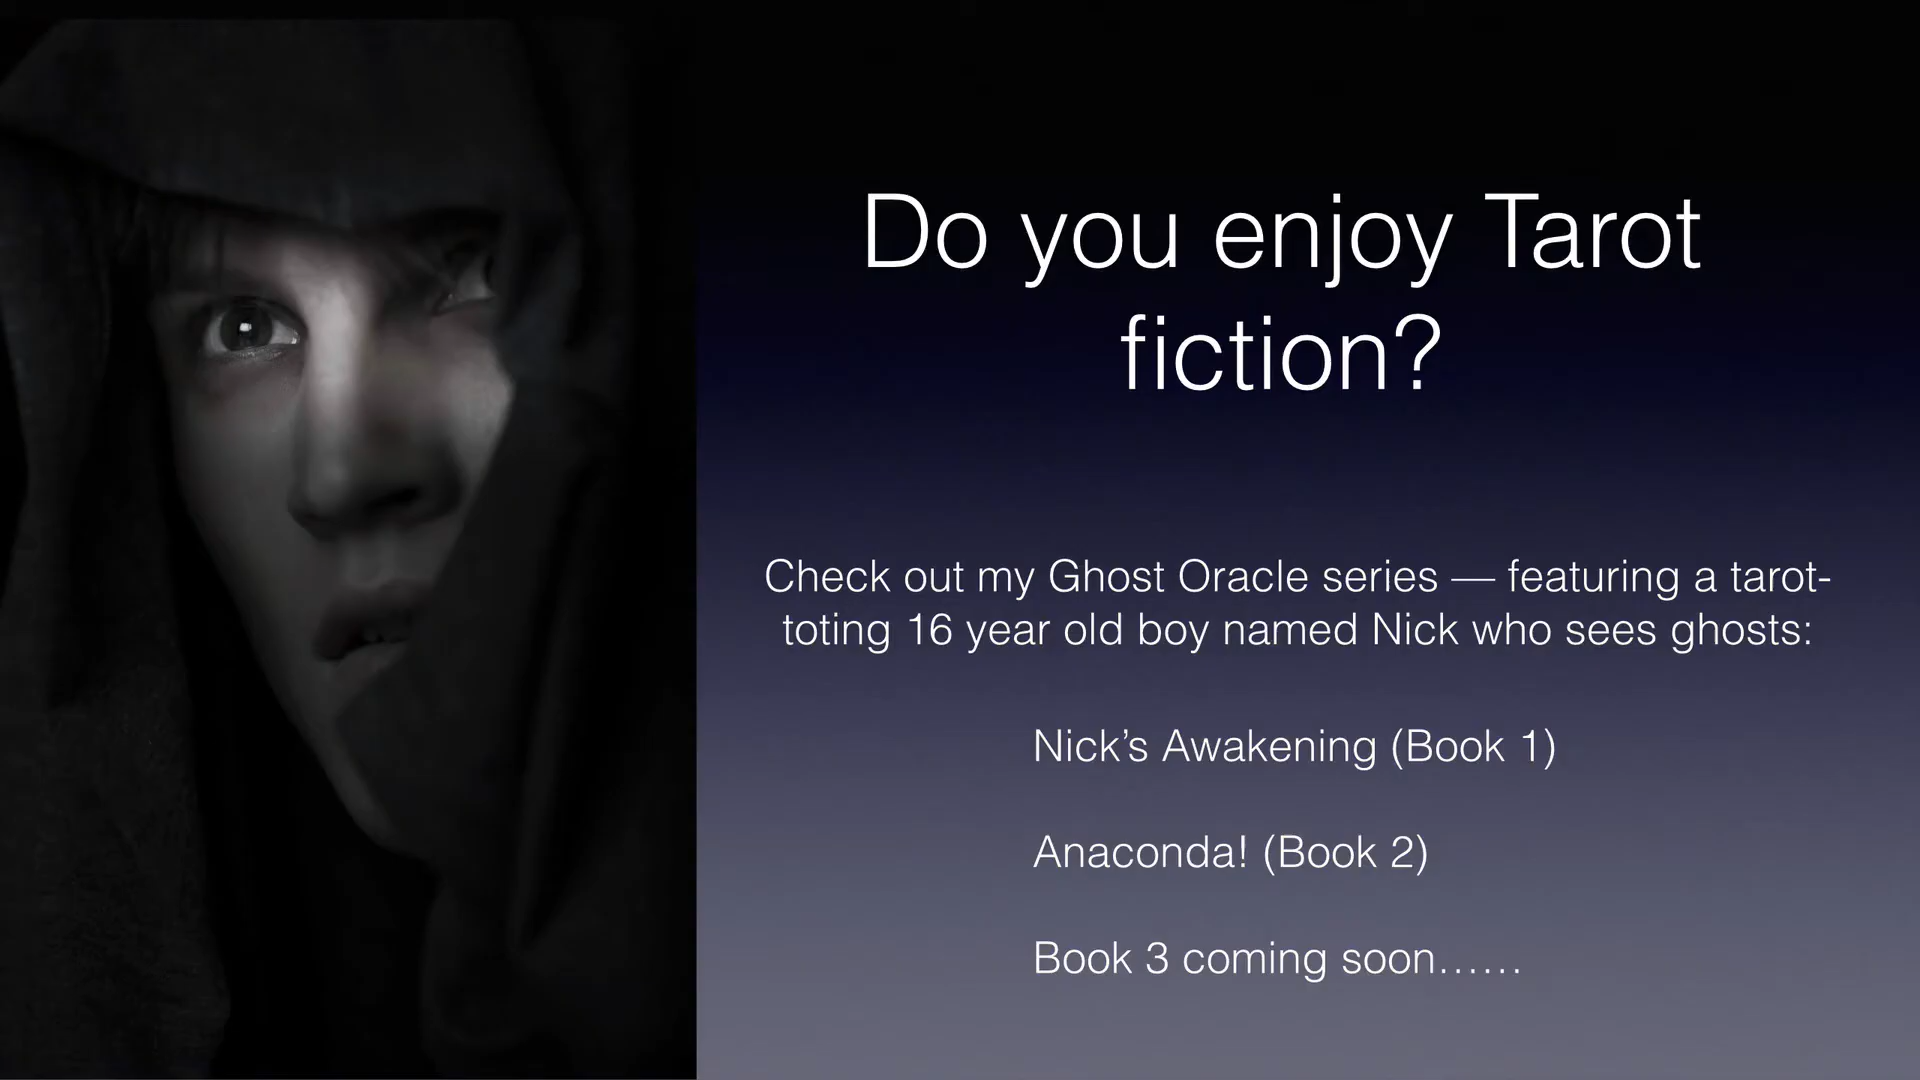 Do you enjoy Tarot
fiction?
Check out my Ghost Oracle series — featuring a tarot-
toting 16 year old boy named Nick who sees ghosts:
Nick’s Awakening (Book 1)
Anaconda! (Book 2)
Book 3 coming soon……